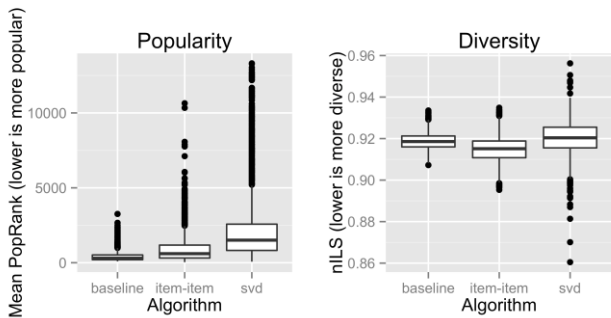 Popularity
Mean PopRank (lower is more popular)
10000
5000
0
baseline item-item svd
Algorithm
Diversity
nILS (lower is more diverse)
0.96
0.94
0.92
0.90
0.88
0.86
baseline item-item svd
Algorithm